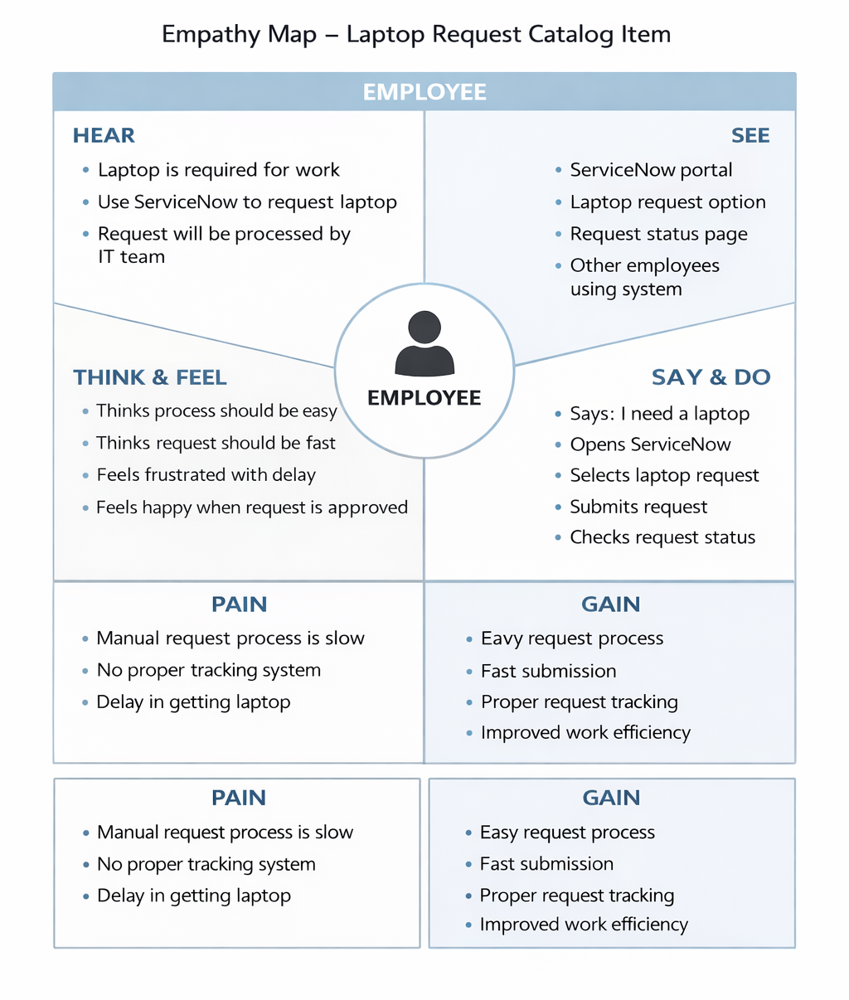 Empathy Map – Laptop Request Catalog Item
EMPLOYEE
HEAR
• Laptop is required for work
• Use ServiceNow to request laptop
• Request will be processed by
IT team
SEE
• ServiceNow portal
• Laptop request option
• Request status page
• Other employees
using system
EMPLOYEE
THINK & FEEL
• Thinks process should be easy
• Thinks request should be fast
• Feels frustrated with delay
• Feels happy when request is approved
SAY & DO
• Says: I need a laptop
• Opens ServiceNow
• Selects laptop request
• Submits request
• Checks request status
PAIN
• Manual request process is slow
• No proper tracking system
• Delay in getting laptop
GAIN
• Eavy request process
• Fast submission
• Proper request tracking
• Improved work efficiency
PAIN
• Manual request process is slow
• No proper tracking system
• Delay in getting laptop
GAIN
• Easy request process
• Fast submission
• Proper request tracking
• Improved work efficiency